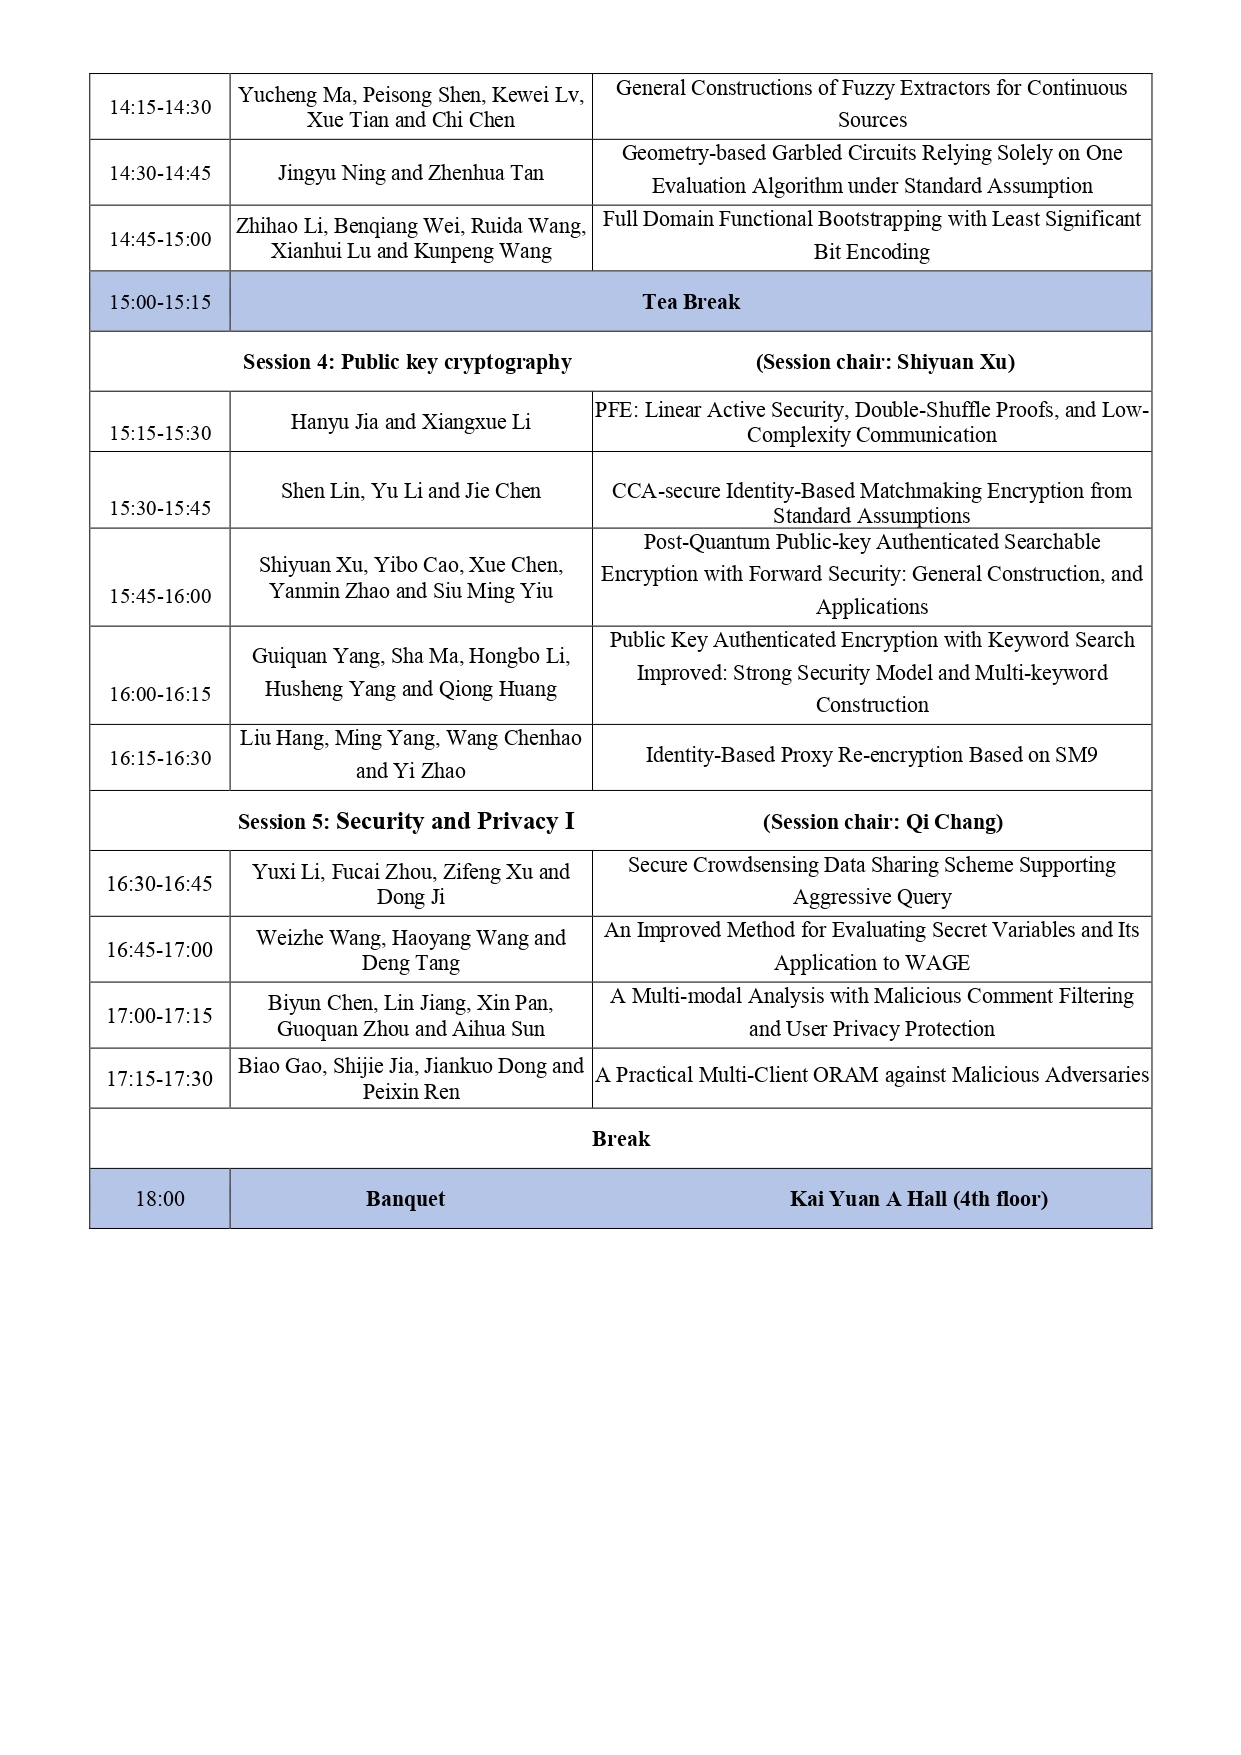 14:15-14:30
Yucheng Ma, Peisong Shen, Kewei Lv,
Xue Tian and Chi Chen
General Constructions of Fuzzy Extractors for Continuous
Sources
14:30-14:45
Jingyu Ning and Zhenhua Tan
Geometry-based Garbled Circuits Relying Solely on One
Evaluation Algorithm under Standard Assumption
14:45-15:00
Zhihao Li, Benqiang Wei, Ruida Wang,
Xianhui Lu and Kunpeng Wang
Full Domain Functional Bootstrapping with Least Significant
Bit Encoding
15:00-15:15
Tea Break
Session 4: Public key cryptography (Session chair: Shiyuan Xu)
15:15-15:30
Hanyu Jia and Xiangxue Li
PFE: Linear Active Security, Double-Shuffle Proofs, and Low-
Complexity Communication
15:30-15:45
Shen Lin, Yu Li and Jie Chen
CCA-secure Identity-Based Matchmaking Encryption from
Standard Assumptions
15:45-16:00
Shiyuan Xu, Yibo Cao, Xue Chen,
Yanmin Zhao and Siu Ming Yiu
Post-Quantum Public-key Authenticated Searchable
Encryption with Forward Security: General Construction, and
Applications
16:00-16:15
Guiquan Yang, Sha Ma, Hongbo Li,
Husheng Yang and Qiong Huang
Public Key Authenticated Encryption with Keyword Search
Improved: Strong Security Model and Multi-keyword
Construction
16:15-16:30
Liu Hang, Ming Yang, Wang Chenhao
and Yi Zhao
Identity-Based Proxy Re-encryption Based on SM9
Session 5: Security and Privacy I (Session chair: Qi Chang)
16:30-16:45
Yuxi Li, Fucai Zhou, Zifeng Xu and
Dong Ji
Secure Crowdsensing Data Sharing Scheme Supporting
Aggressive Query
16:45-17:00
Weizhe Wang, Haoyang Wang and
Deng Tang
An Improved Method for Evaluating Secret Variables and Its
Application to WAGE
17:00-17:15
Biyun Chen, Lin Jiang, Xin Pan,
Guoquan Zhou and Aihua Sun
A Multi-modal Analysis with Malicious Comment Filtering
and User Privacy Protection
17:15-17:30
Biao Gao, Shijie Jia, Jiankuo Dong and
Peixin Ren
A Practical Multi-Client ORAM against Malicious Adversaries
Break
18:00
Banquet Kai Yuan A Hall (4th floor)